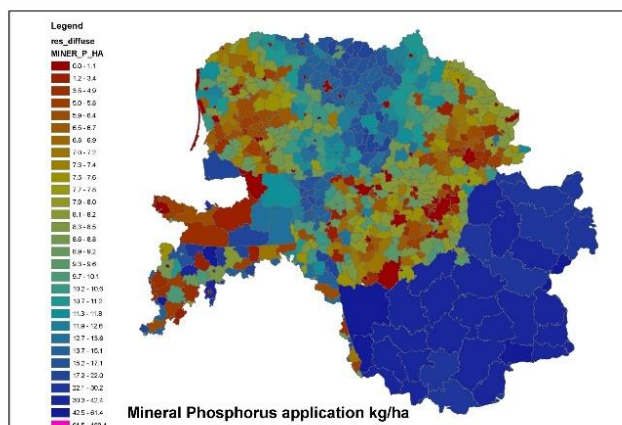 Legend
res_diffuse
MINER_P_HA
0.0 - 1.1
1.2 - 3.4
3.5 - 4.9
5.0 - 5.8
5.9 - 6.4
6.5 - 6.7
6.8 - 6.9
7.0 - 7.2
7.3 - 7.4
7.5 - 7.6
7.7 - 7.8
7.9 - 8.0
8.1 - 8.2
8.3 - 8.5
8.6 - 8.8
8.9 - 9.2
9.3 - 9.6
9.7 - 10.1
10.2 - 10.6
10.7 - 11.2
11.3 - 11.8
11.9 - 12.6
12.7 - 13.6
13.7 - 15.1
15.2 - 17.1
17.2 - 22.0
22.1 - 30.2
30.3 - 42.4
42.5 - 61.4
Mineral Phosphorus application kg/ha